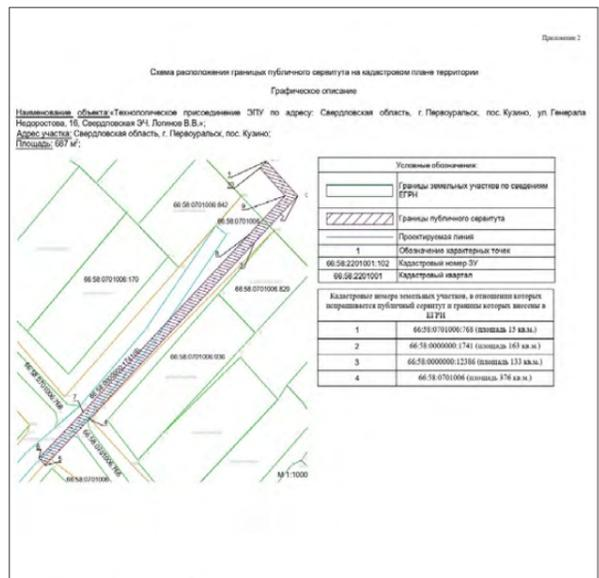 Приложение 2
Схема расположения границы публичного сервитута на кадастровом плане территории
Графическое описание
Наименование объекта:«Технологическое присоединение ЭПУ по адресу: Свердловская область, г. Первоуральск, пос. Кузино, ул. Генерала
Недоростова, 16, Свердловская ЭЧ. Логинов В.В.»;
Адрес участка: Свердловская область, г. Первоуральск, пос. Кузино;
Площадь: 687 м²;
66:58:0701006:842
66:58:0701006
66:58:0701006:170
66:58:0701006:820
66:58:0701006:936
66:58:0000000:1741(8)
66:58:0701006:768
66:58:0701006:768
66:58:0701006
М 1:1000
Условные обозначения:
Границы земельных участков по сведениям
ЕГРН
Границы публичного сервитута
Проектируемая линия
1 Обозначение характерных точек
66:58:2201001:102 Кадастровый номер ЗУ
66:58:2201001 Кадастровый квартал
Кадастровые номера земельных участков, в отношении которых
испрашивается публичный сервитут и границы которых внесены в
ЕГРН
1 66:58:0701006:768 (площадь 15 кв.м.)
2 66:58:0000000:1741 (площадь 163 кв.м.)
3 66:58:0000000:12386 (площадь 133 кв.м.)
4 66:58:0701006 (площадь 376 кв.м.)